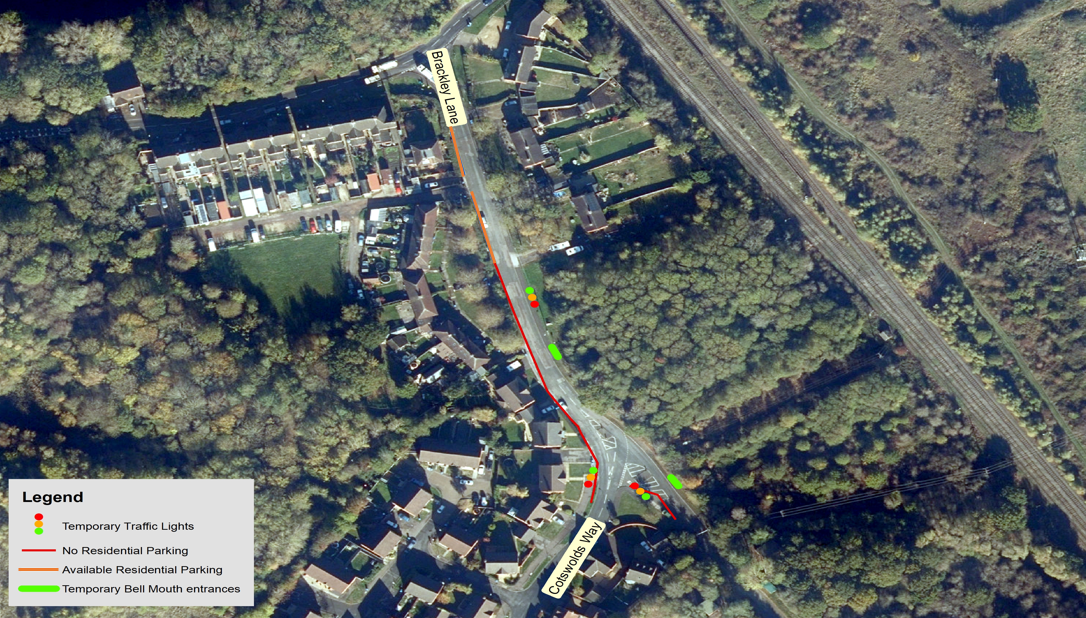 Brackley Lane
Cotswolds Way
Legend
Temporary Traffic Lights
No Residential Parking
Available Residential Parking
Temporary Bell Mouth entrances